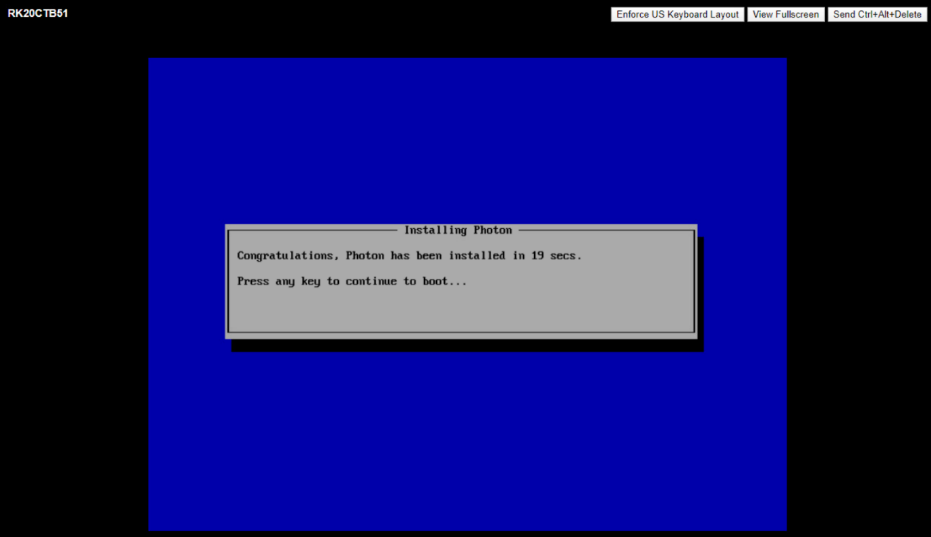 RK20CTB51
Enforce US Keyboard Layout
View Fullscreen
Send Ctrl+Alt+Delete
Installing Photon
Congratulations, Photon has been installed in 19 secs.
Press any key to continue to boot...